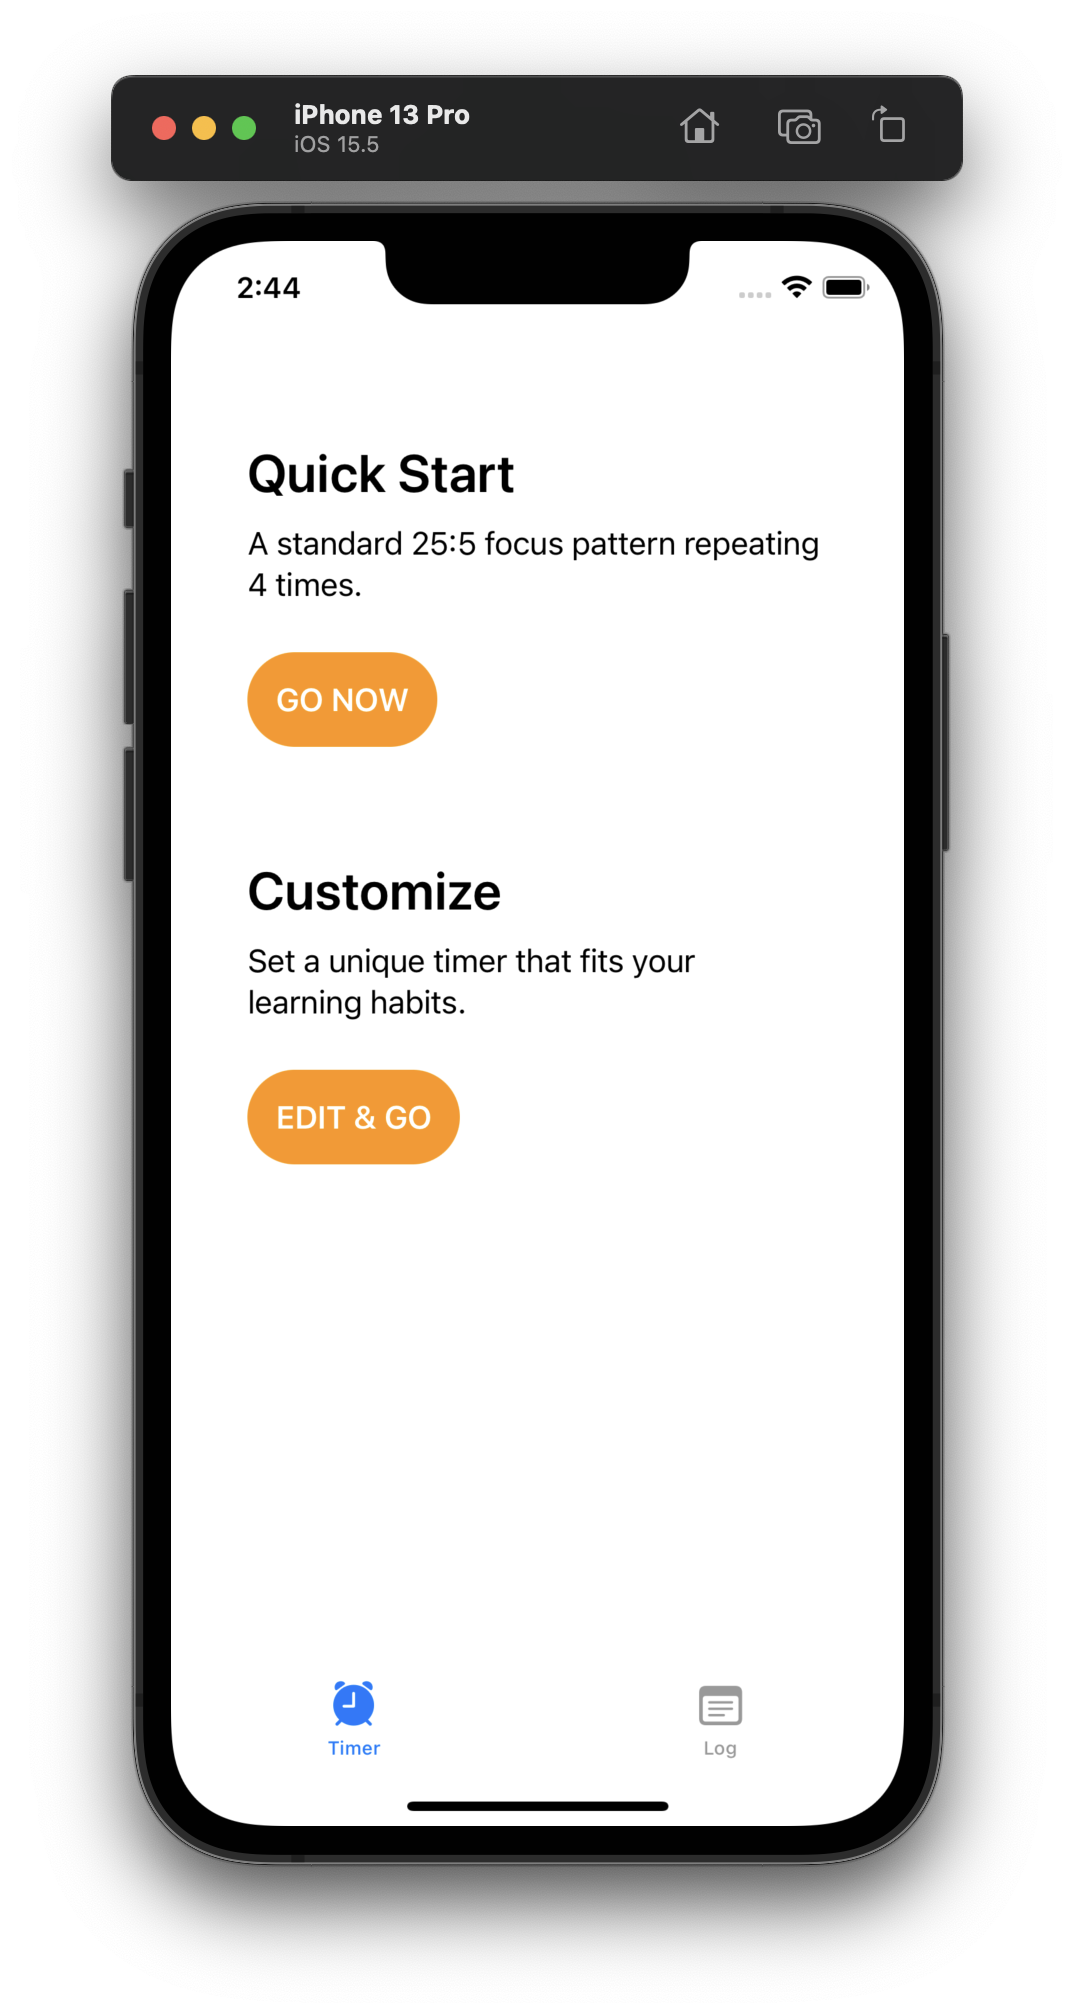 iPhone 13 Pro
iOS 15.5
2:44
Quick Start
A standard 25:5 focus pattern repeating
4 times.
GO NOW
Customize
Set a unique timer that fits your
learning habits.
EDIT & GO
Timer
Log